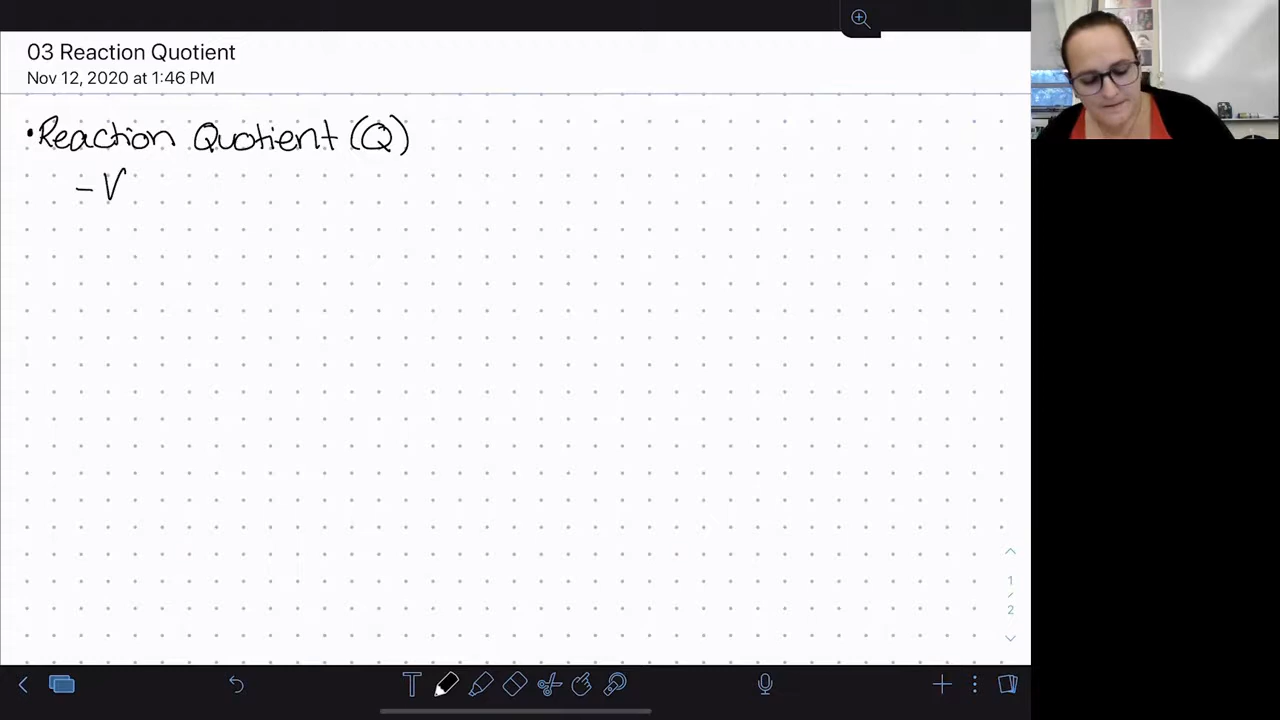 03 Reaction Quotient
Nov 12, 2020 at 1:46 PM
•Reaction Quotient (Q)
- V
T
1
/
2